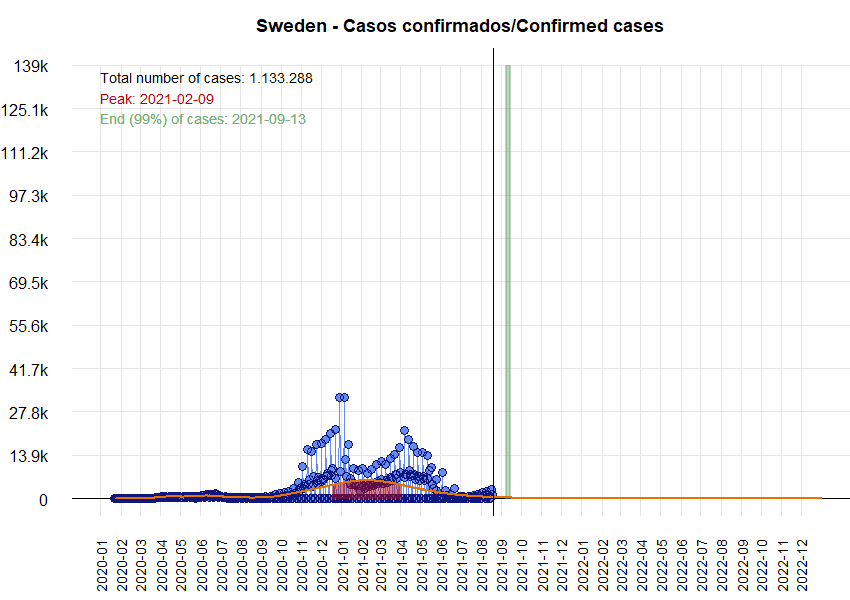 Sweden - Casos confirmados/Confirmed cases
139k
Total number of cases: 1.133.288
Peak: 2021-02-09
125.1k
End (99%) of cases: 2021-09-13
111.2k
97.3k
83.4k
69.5k
55.6k
41.7k
27.8k
13.9k
0
2020-01
2020-02
2020-03
2020-04
2020-05
2020-06
2020-07
2020-08
2020-09
2020-10
2020-12
2021-01
2021-03
2021-04
2021-05
2021-06
2021-07
2021-08
2021-09
2021-10
2021-11
2021-12
2022-01
2022-02
2022-03
2022-04
2022-05
2022-06
2022-07
2022-08
2022-09
2022-10
2022-11
2022-12